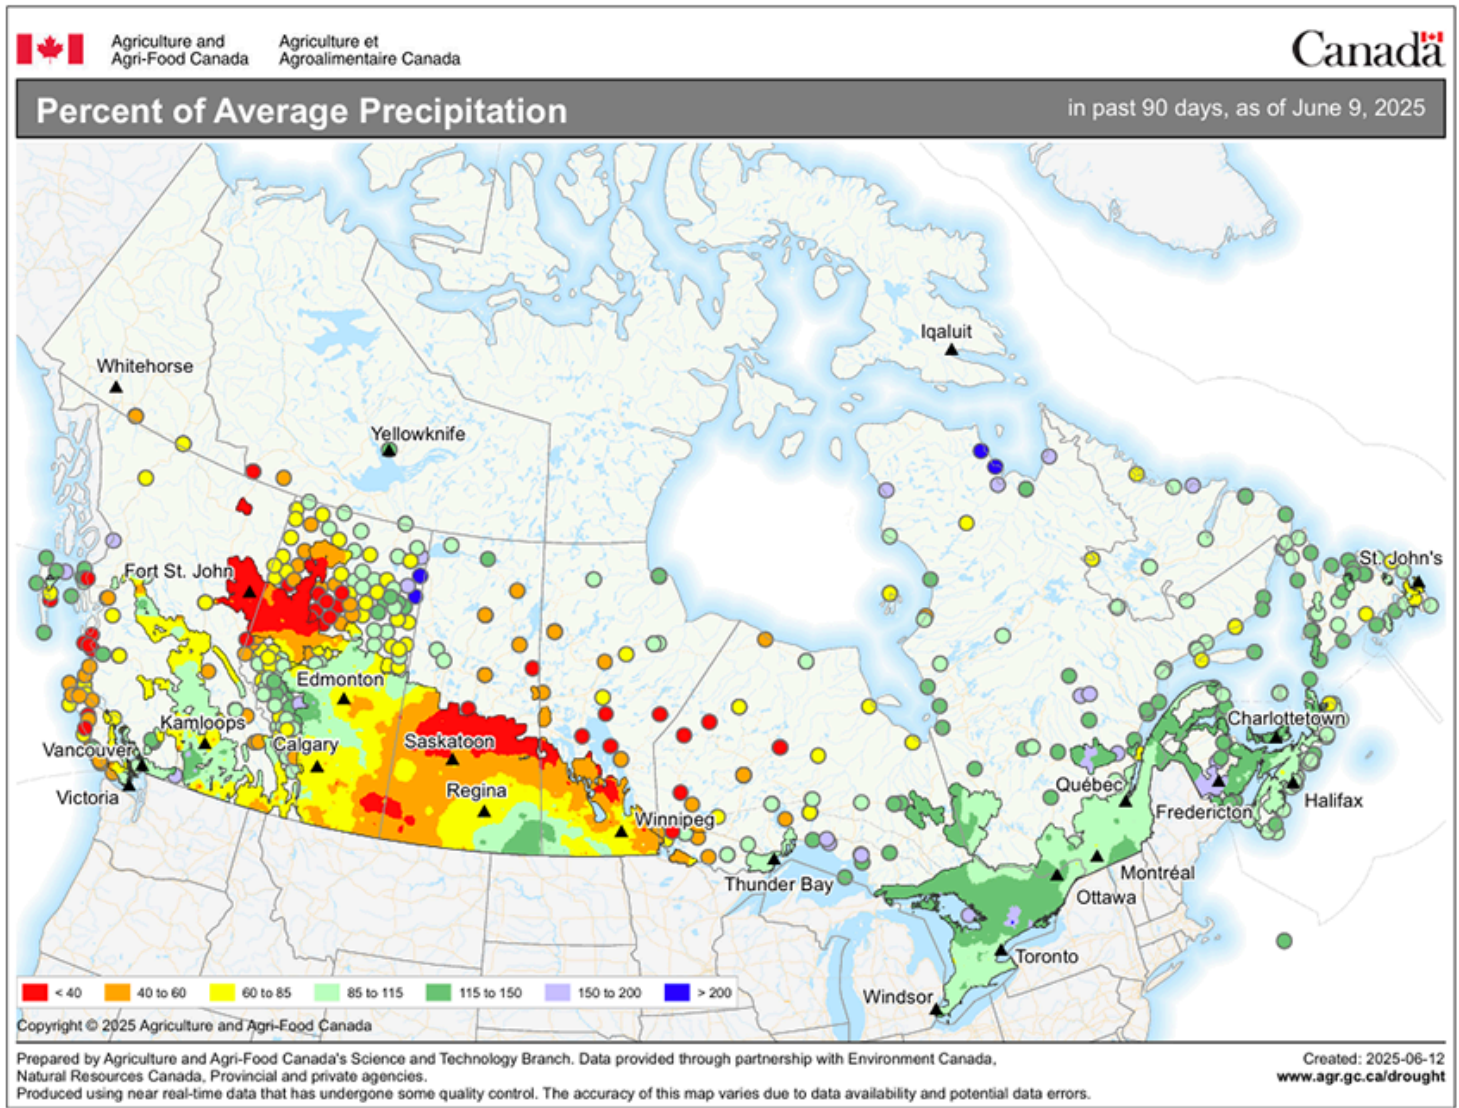 Agriculture and Agriculture et
Agri-Food Canada Agroalimentaire Canada
Canada
Percent of Average Precipitation
in past 90 days, as of June 9, 2025
Iqaluit
Whitehorse
Yellowknife
St. John's
Fort St. John
Edmonton
Charlottetown
Kamloops
Calgary
Saskatoon
Vancouver
Québec
Regina
Victoria
Winnipeg
Fredericton
Halifax
Montréal
Thunder Bay
Ottawa
Toronto
Windsor
< 40 40 to 60 60 to 85 85 to 115 115 to 150 150 to 200 > 200
Copyright © 2025 Agriculture and Agri-Food Canada
Prepared by Agriculture and Agri-Food Canada's Science and Technology Branch. Data provided through partnership with Environment Canada,
Natural Resources Canada, Provincial and private agencies.
Produced using near real-time data that has undergone some quality control. The accuracy of this map varies due to data availability and potential data errors.
Created: 2025-06-12
www.agr.gc.ca/drought